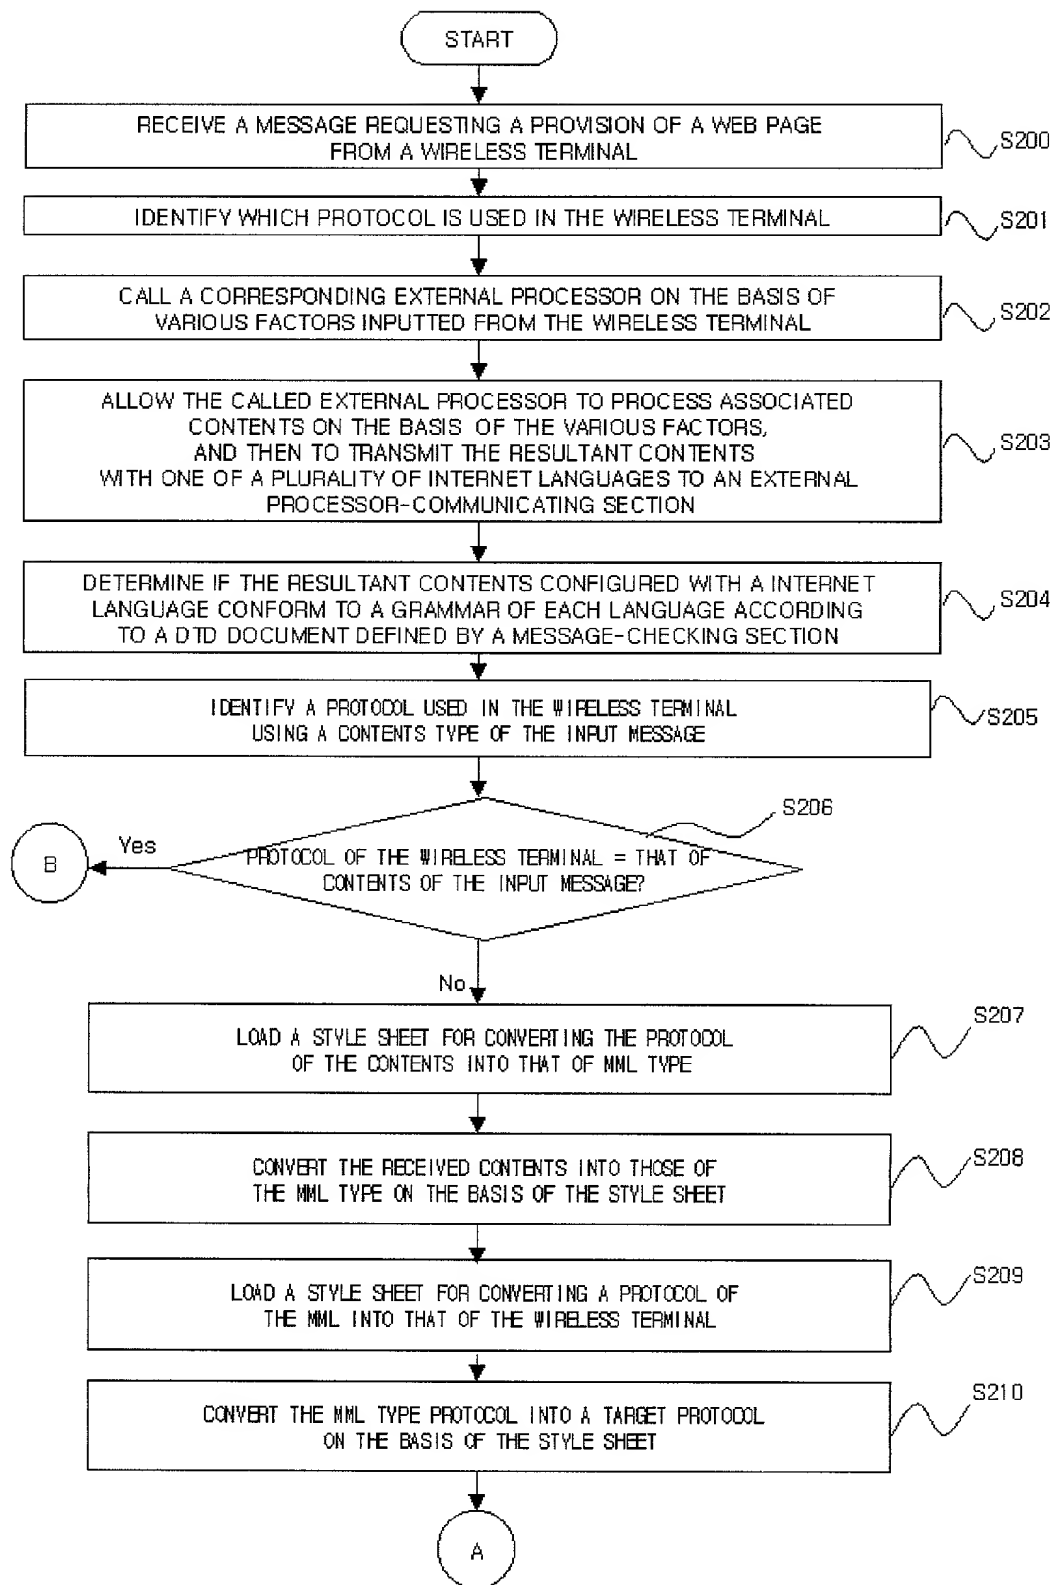 START
RECEIVE A MESSAGE REQUESTING A PROVISION OF A WEB PAGE
FROM A WIRELESS TERMINAL
S200
IDENTIFY WHICH PROTOCOL IS USED IN THE WIRELESS TERMINAL
S201
CALL A CORRESPONDING EXTERNAL PROCESSOR ON THE BASIS OF
VARIOUS FACTORS INPUTTED FROM THE WIRELESS TERMINAL
S202
ALLOW THE CALLED EXTERNAL PROCESSOR TO PROCESS ASSOCIATED
CONTENTS ON THE BASIS OF THE VARIOUS FACTORS,
AND THEN TO TRANSMIT THE RESULTANT CONTENTS
WITH ONE OF A PLURALITY OF INTERNET LANGUAGES TO AN EXTERNAL
PROCESSOR-COMMUNICATING SECTION
S203
DETERMINE IF THE RESULTANT CONTENTS CONFIGURED WITH A INTERNET
LANGUAGE CONFORM TO A GRAMMAR OF EACH LANGUAGE ACCORDING
TO A DTD DOCUMENT DEFINED BY A MESSAGE-CHECKING SECTION
S204
IDENTIFY A PROTOCOL USED IN THE WIRELESS TERMINAL
USING A CONTENTS TYPE OF THE INPUT MESSAGE
S205
S206
PROTOCOL OF THE WIRELESS TERMINAL = THAT OF
CONTENTS OF THE INPUT MESSAGE?
Yes
B
No
LOAD A STYLE SHEET FOR CONVERTING THE PROTOCOL
OF THE CONTENTS INTO THAT OF MML TYPE
S207
CONVERT THE RECEIVED CONTENTS INTO THOSE OF
THE MML TYPE ON THE BASIS OF THE STYLE SHEET
S208
LOAD A STYLE SHEET FOR CONVERTING A PROTOCOL OF
THE MML INTO THAT OF THE WIRELESS TERMINAL
S209
CONVERT THE MML TYPE PROTOCOL INTO A TARGET PROTOCOL
ON THE BASIS OF THE STYLE SHEET
S210
A